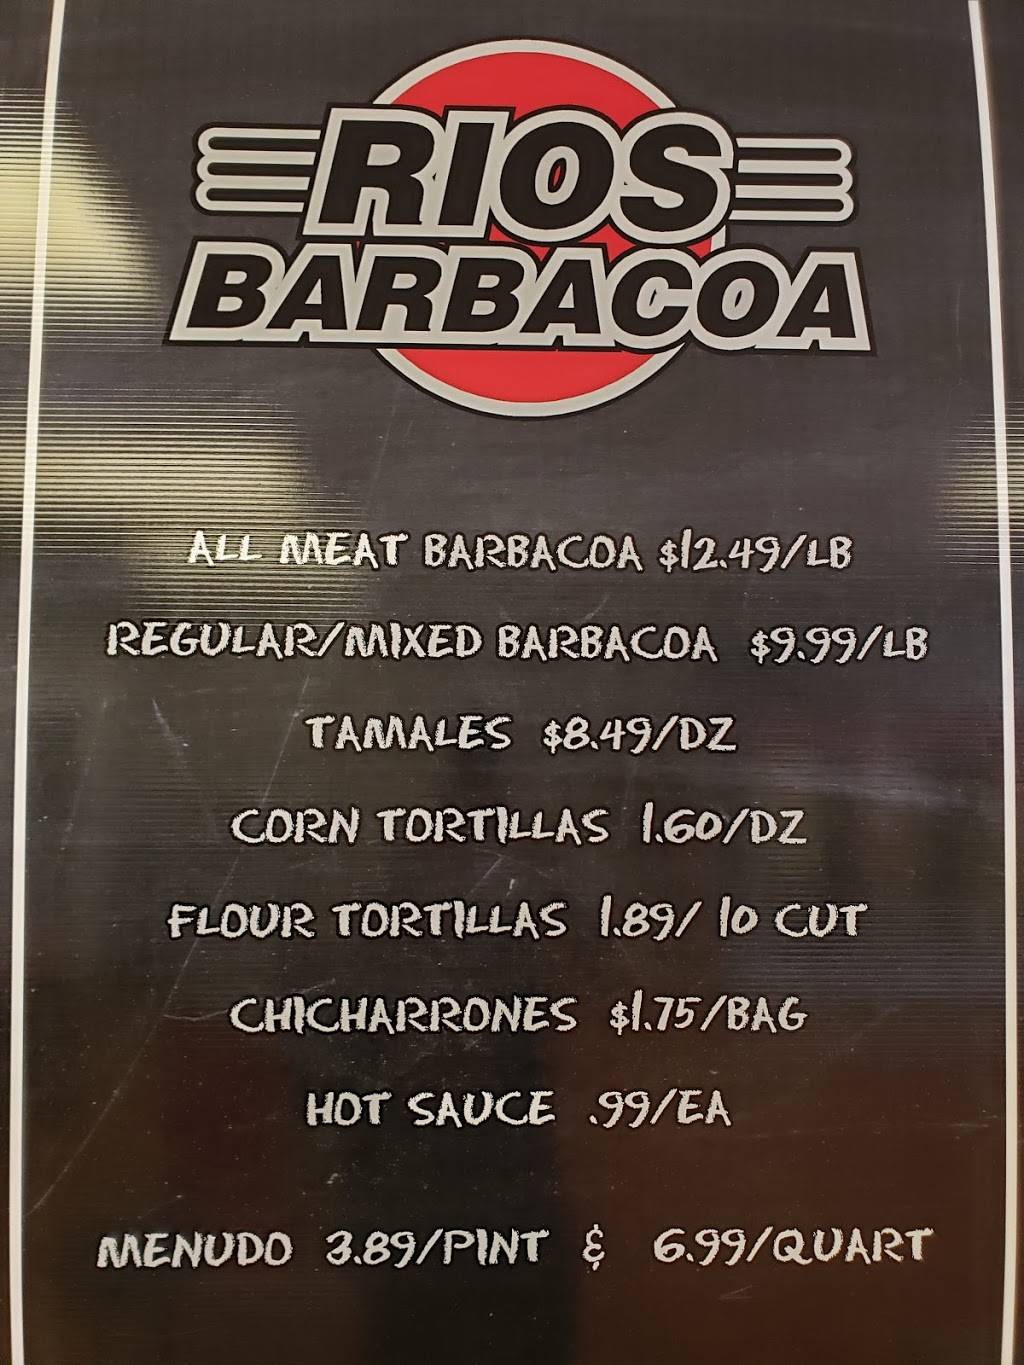 RIOS
BARBACOA
ALL MEAT BARBACOA $12.49/LB
REGULAR/MIXED BARBACOA $9.99/LB
TAMALES $8.49/DZ
CORN TORTILLAS 1.60/DZ
FLOUR TORTILLAS 1.89/ 10 CUT
CHICHARRONES $1.75/BAG
HOT SAUCE .99/EA
MENUDO 3.89/PINT & 6.99/QUART